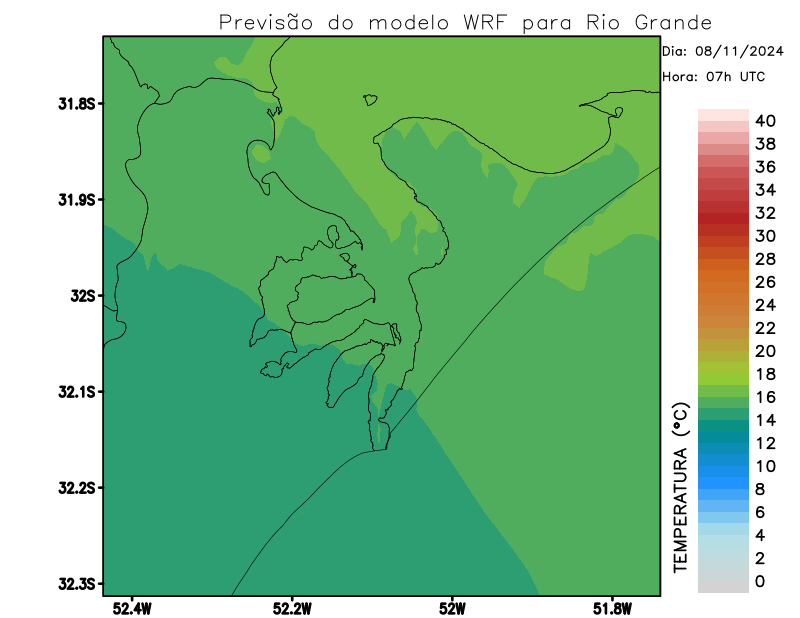 Previsão do modelo WRF para Rio Grande
Dia: 08/11/2024
Hora: 07h UTC
31.8S
31.9S
32S
32.1S
32.2S
32.3S
52.4W
52.2W
52W
51.8W
TEMPERATURA (ºC)
40
38
36
34
32
30
28
26
24
22
20
18
16
14
12
10
8
6
4
2
0